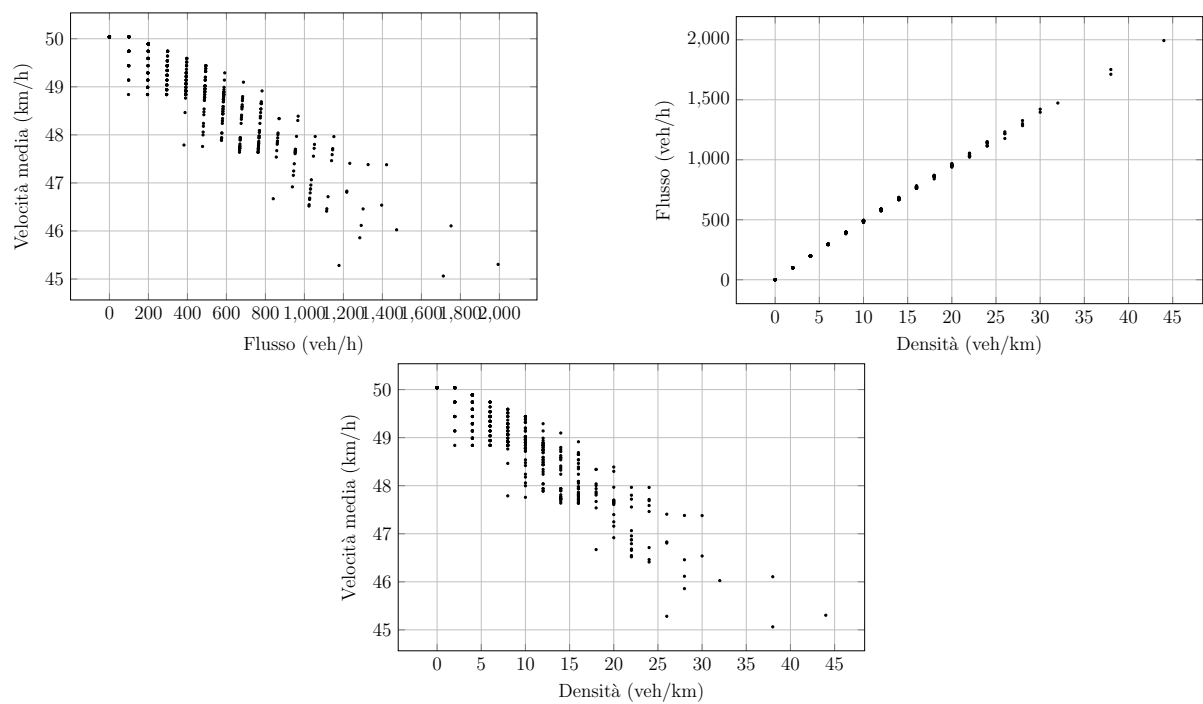 50
49
48
47
46
45
Velocità media (km/h)
0 200 400 600 800 1,000 1,200 1,400 1,600 1,800 2,000
Flusso (veh/h)
2,000
1,500
1,000
500
0
Flusso (veh/h)
0 5 10 15 20 25 30 35 40 45
Densità (veh/km)
50
49
48
47
46
45
Velocità media (km/h)
0 5 10 15 20 25 30 35 40 45
Densità (veh/km)